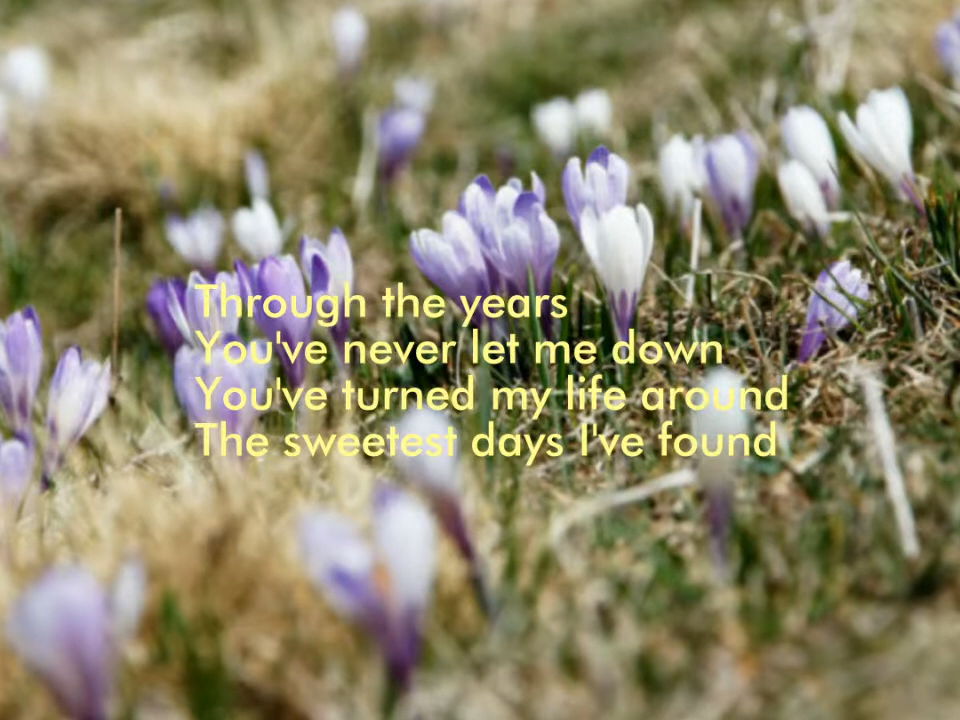 Through the years
You've never let me down
You've turned my life around
The sweetest days I've found